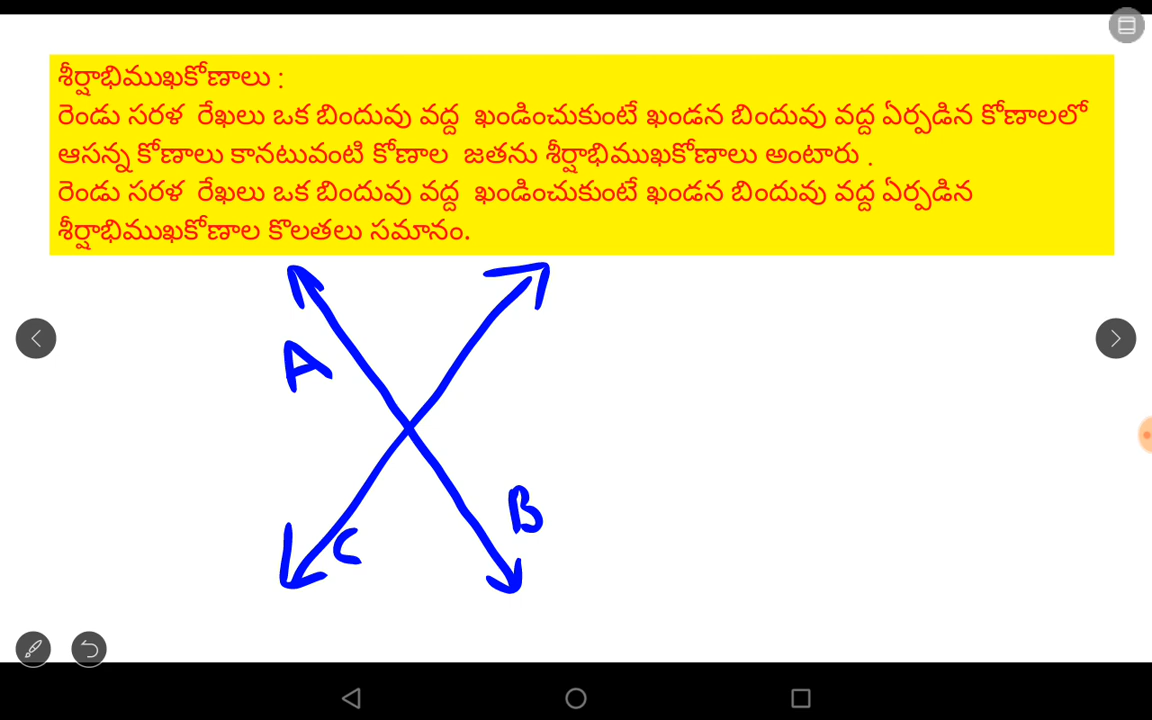 శీర్షాభిముఖకోణాలు :
రెండు సరళ రేఖలు ఒక బిందువు వద్ద ఖండించుకుంటే ఖండన బిందువు వద్ద ఏర్పడిన కోణాలలో
ఆసన్న కోణాలు కానటువంటి కోణాల జతను శీర్షాభిముఖకోణాలు అంటారు .
రెండు సరళ రేఖలు ఒక బిందువు వద్ద ఖండించుకుంటే ఖండన బిందువు వద్ద ఏర్పడిన
శీర్షాభిముఖకోణాల కొలతలు సమానం.
A
B
C